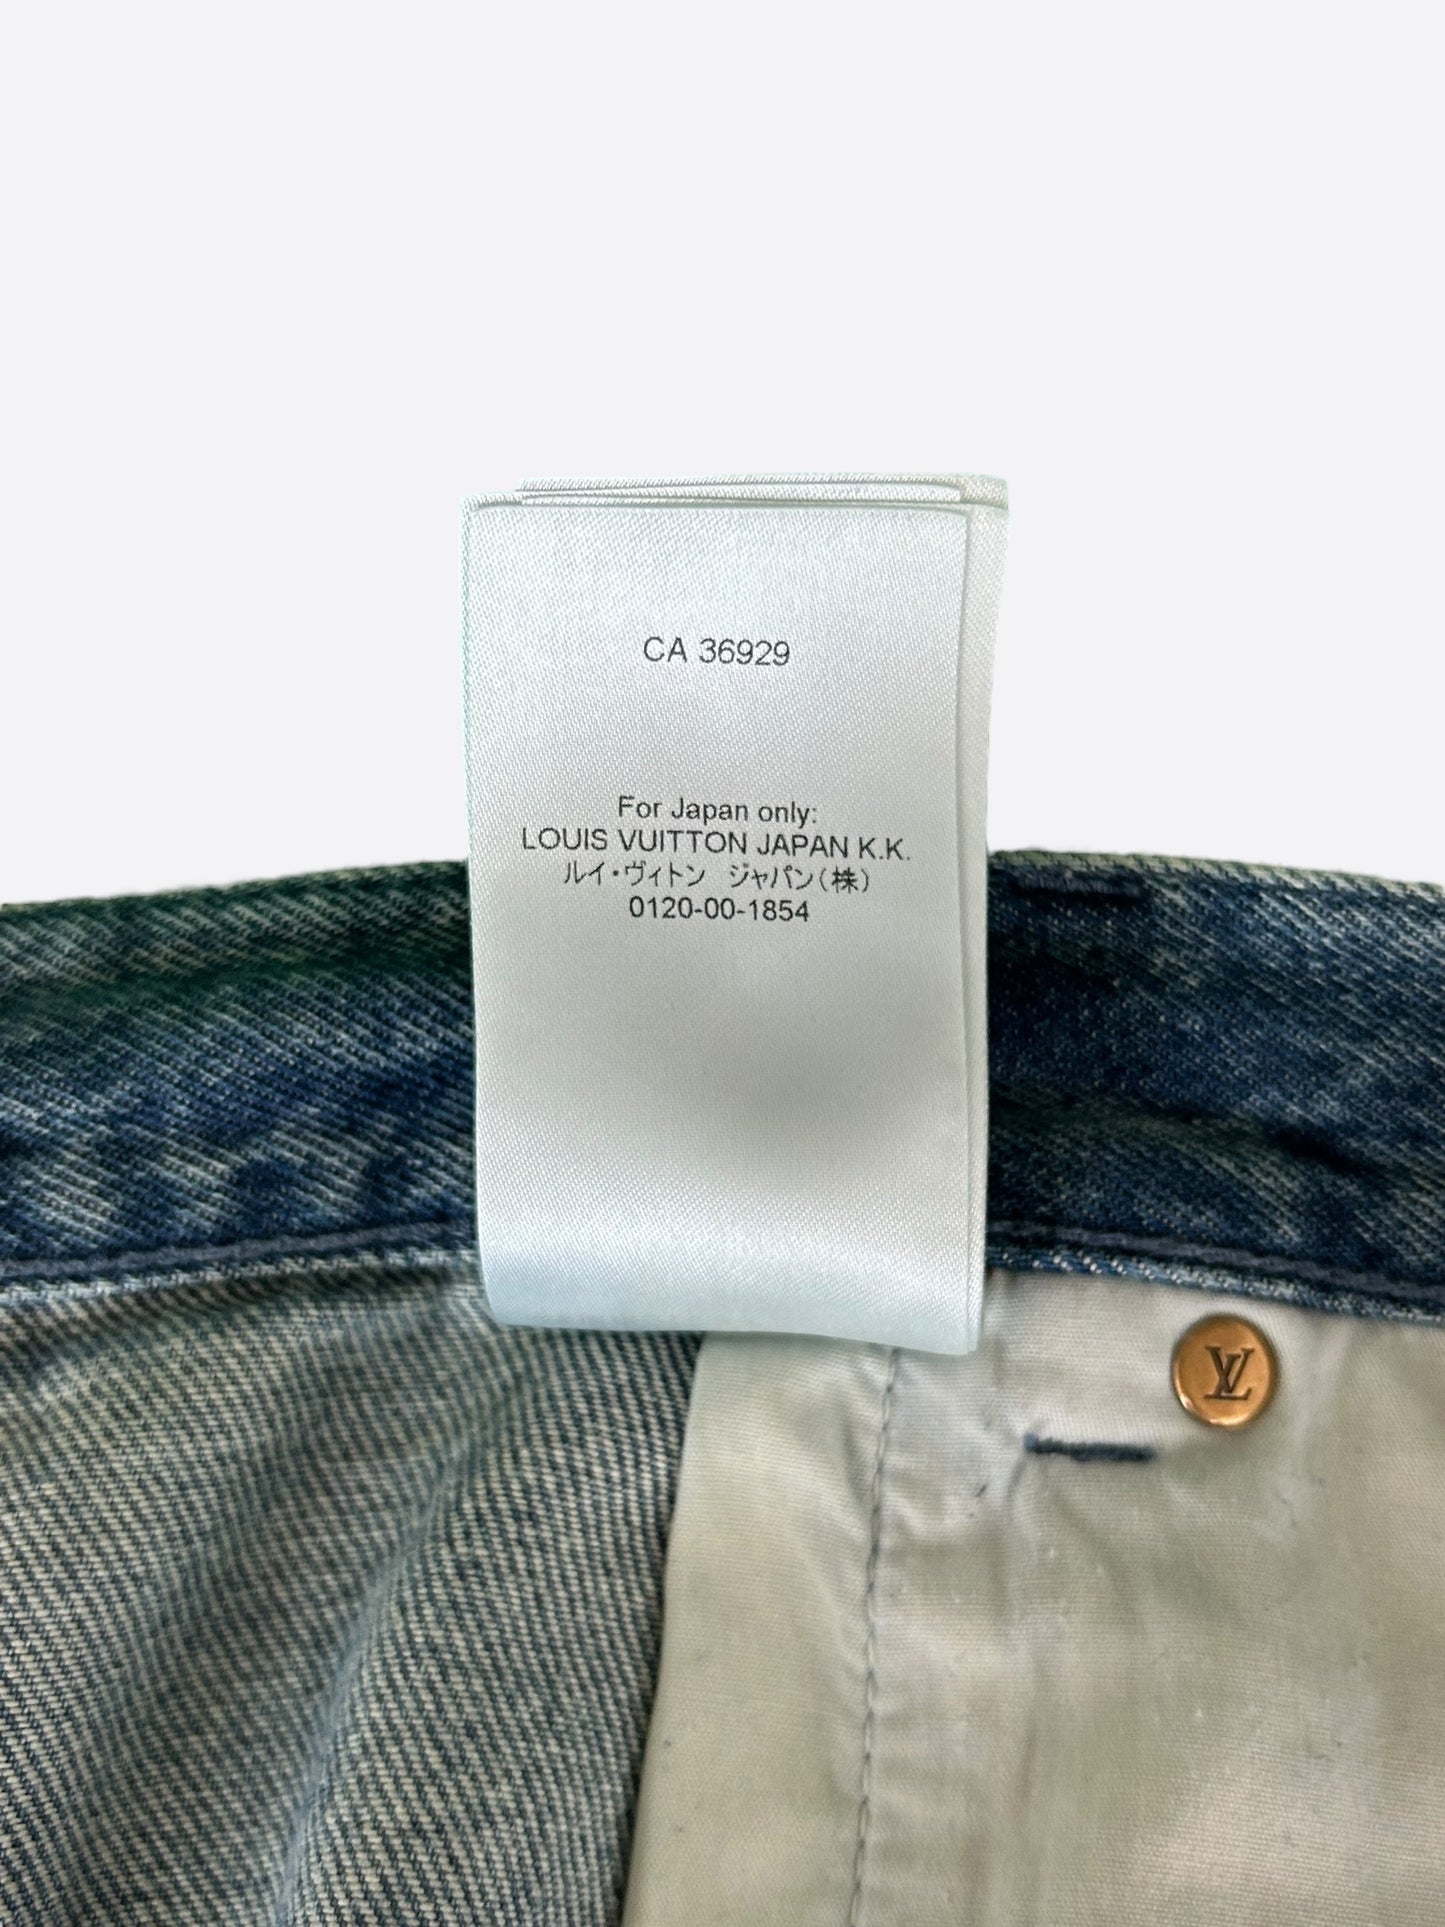 CA 36929
For Japan only:
LOUIS VUITTON JAPAN K.K.
ルイ・ヴィトン ジャパン(株)
0120-00-1854
LV